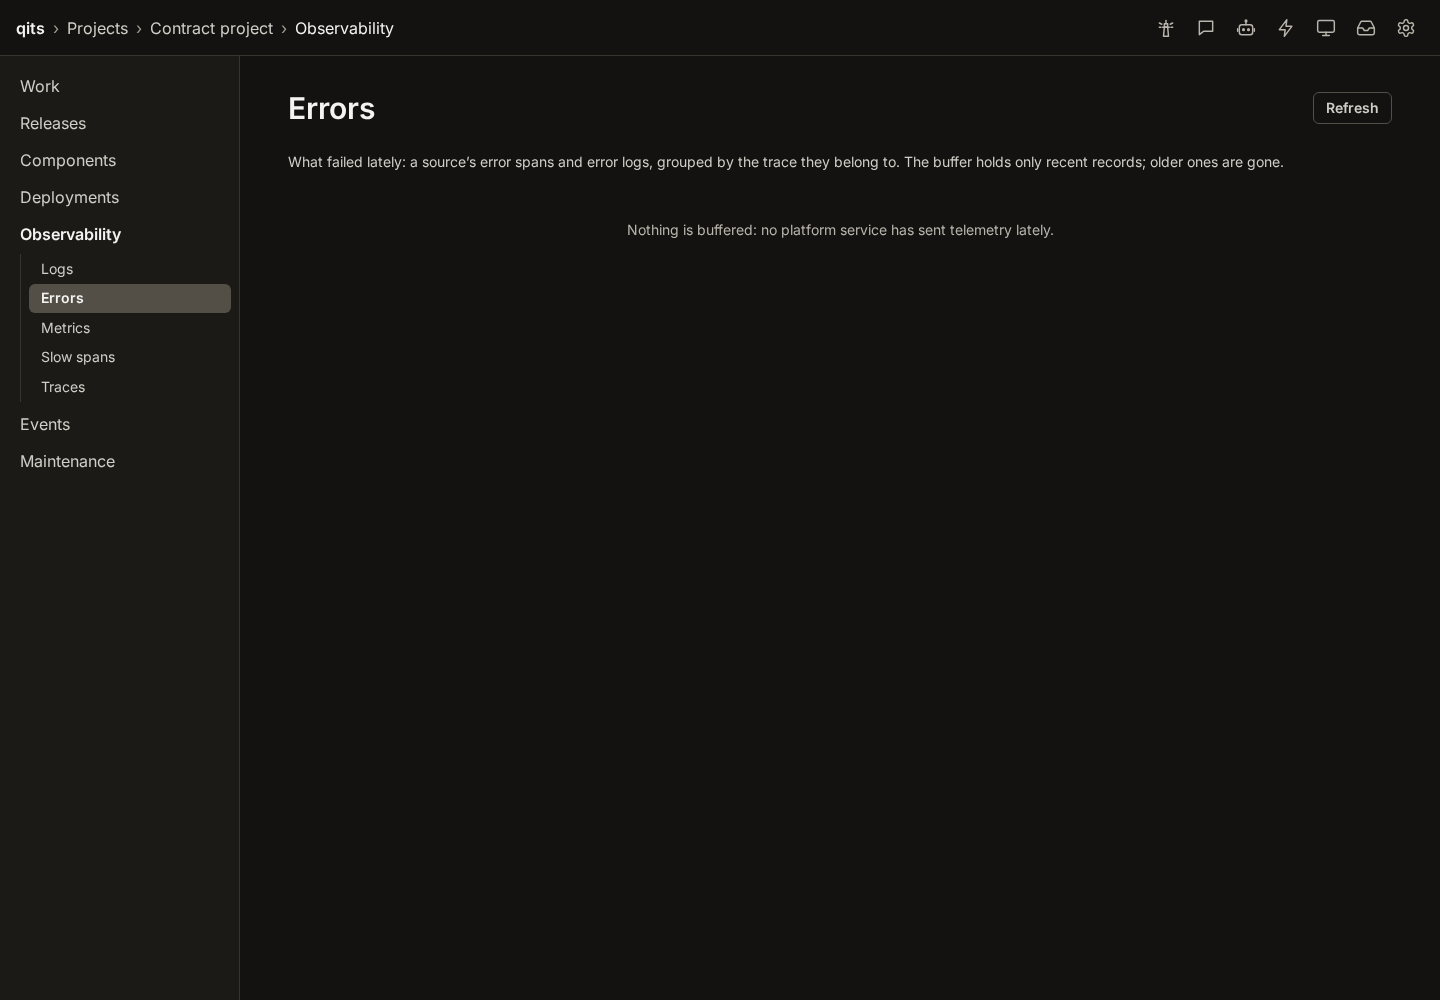 qits › Projects › Contract project › Observability
Work
Releases
Components
Deployments
Observability
Logs
Errors
Metrics
Slow spans
Traces
Events
Maintenance
Errors
Refresh
What failed lately: a source’s error spans and error logs, grouped by the trace they belong to. The buffer holds only recent records; older ones are gone.
Nothing is buffered: no platform service has sent telemetry lately.